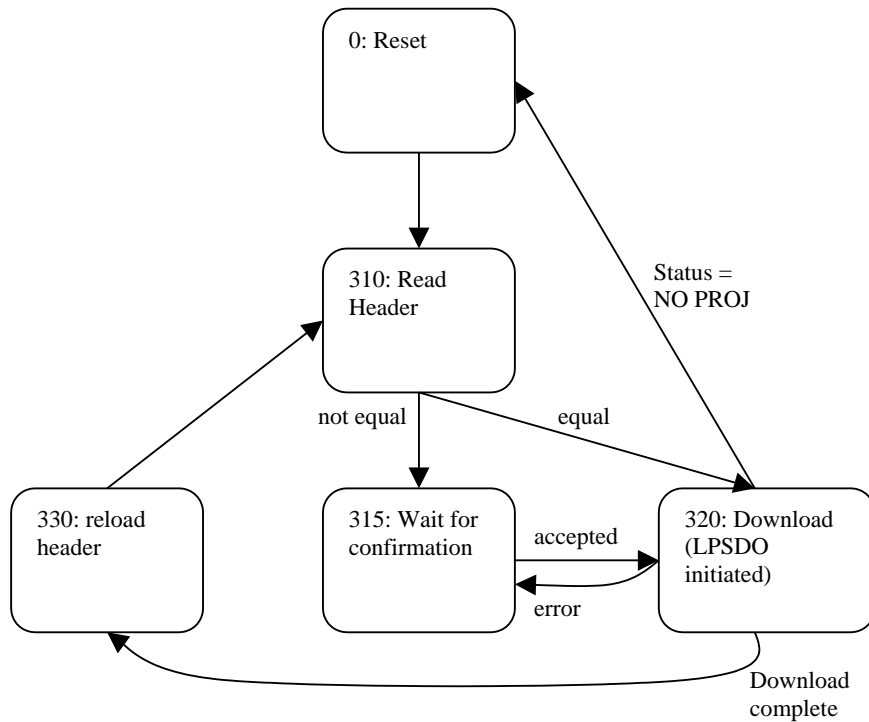 0: Reset
310: Read
Header
Status =
NO PROJ
not equal
equal
330: reload
header
315: Wait for
confirmation
accepted
error
320: Download
(LPSDO
initiated)
Download
complete